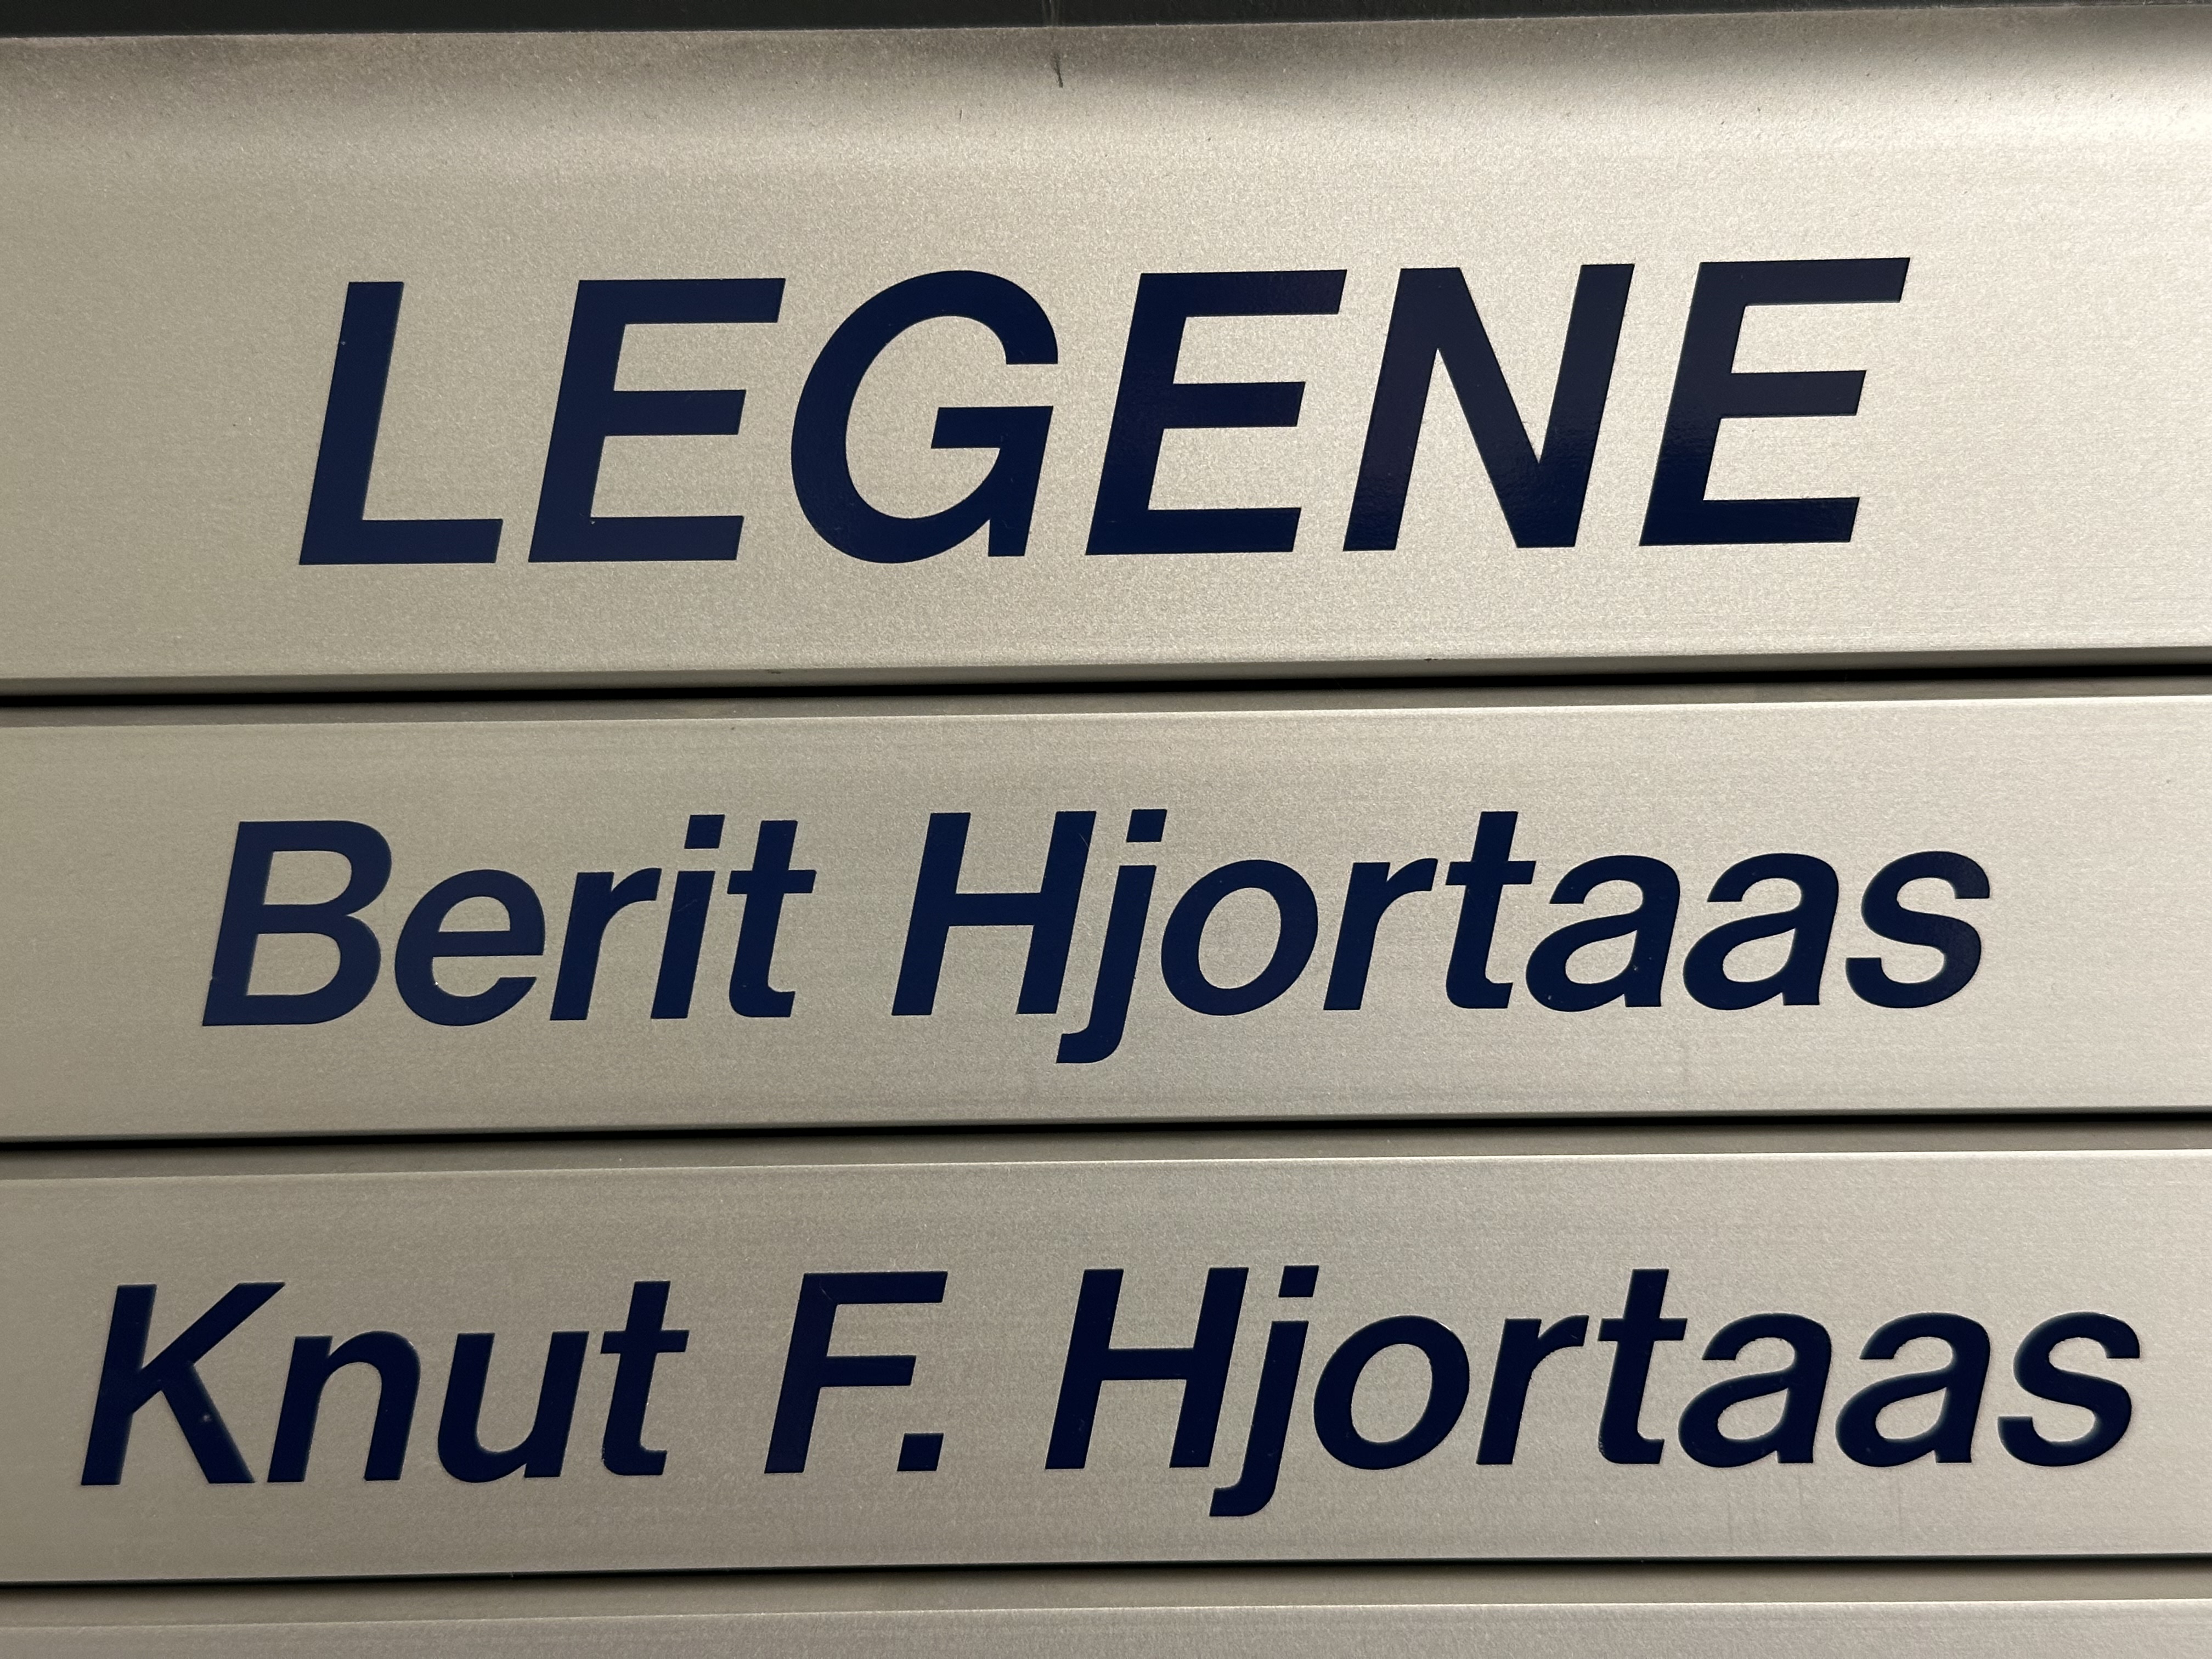 LEGENE
Berit Hjortaas
Knut F. Hjortaas